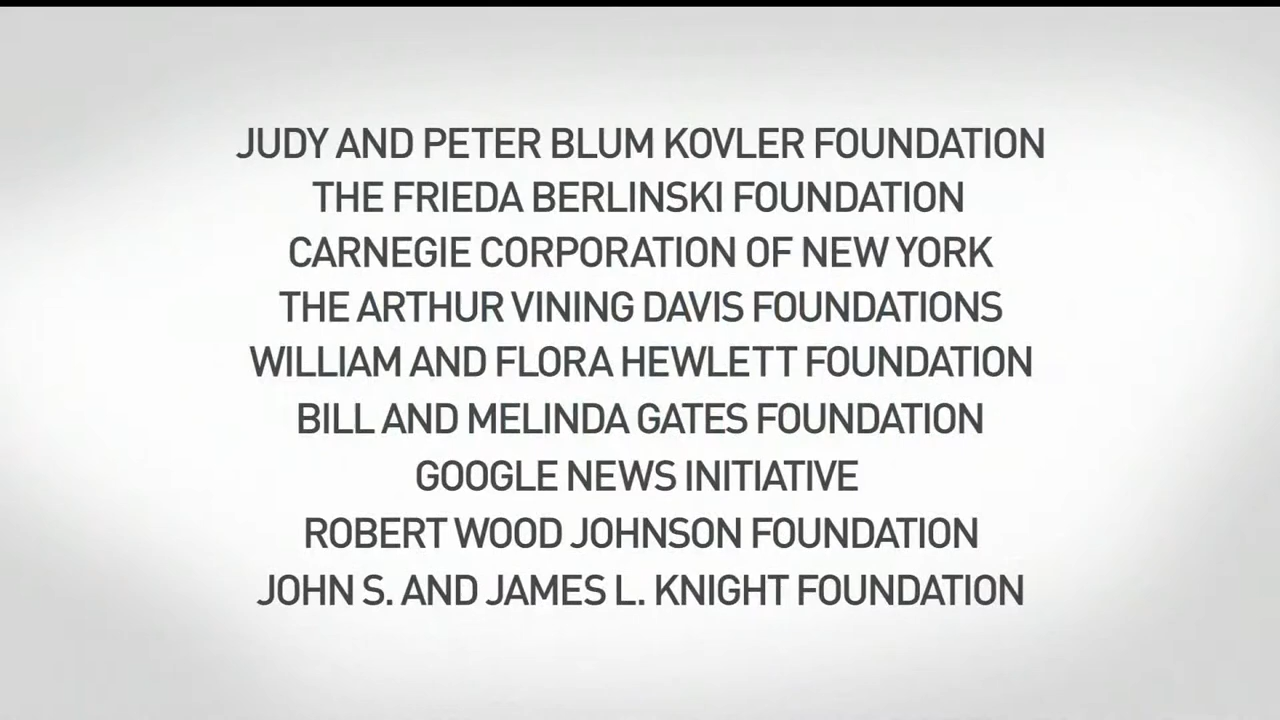 JUDY AND PETER BLUM KOVLER FOUNDATION
THE FRIEDA BERLINSKI FOUNDATION
CARNEGIE CORPORATION OF NEW YORK
THE ARTHUR VINING DAVIS FOUNDATIONS
WILLIAM AND FLORA HEWLETT FOUNDATION
BILL AND MELINDA GATES FOUNDATION
GOOGLE NEWS INITIATIVE
ROBERT WOOD JOHNSON FOUNDATION
JOHN S. AND JAMES L. KNIGHT FOUNDATION